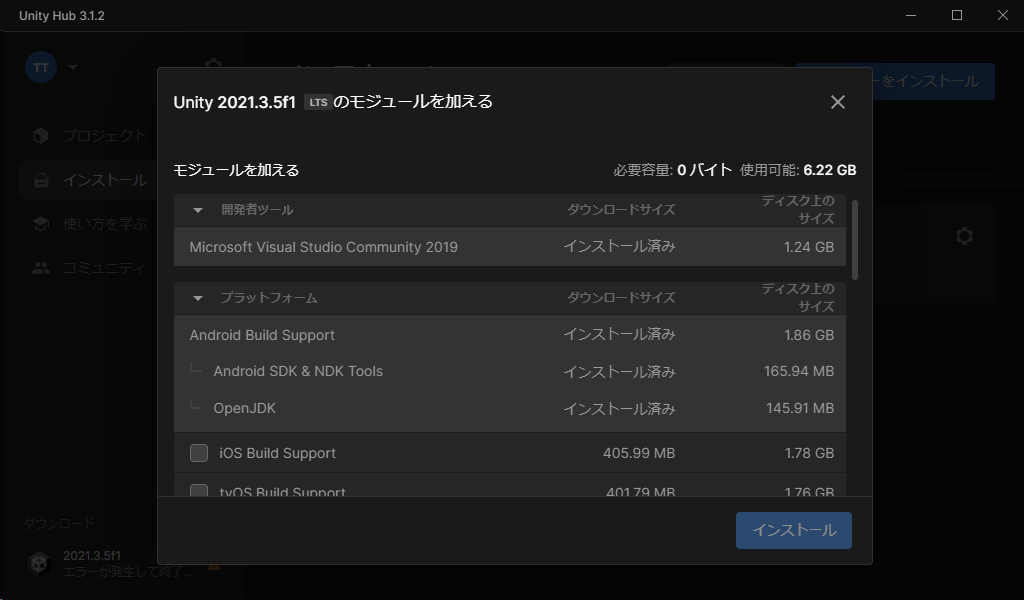 Unity Hub 3.1.2
TT
をインストール
Unity 2021.3.5f1 LTS のモジュールを加える
プロジェクト
インストール
使い方を学ぶ
コミュニティ
モジュールを加える 必要容量: 0 バイト 使用可能: 6.22 GB
開発者ツール ダウンロードサイズ ディスク上の
サイズ
Microsoft Visual Studio Community 2019 インストール済み 1.24 GB
プラットフォーム ダウンロードサイズ ディスク上の
サイズ
Android Build Support インストール済み 1.86 GB
Android SDK & NDK Tools インストール済み 165.94 MB
OpenJDK インストール済み 145.91 MB
iOS Build Support 405.99 MB 1.78 GB
tvOS Build Support 401.79 MB 1.76 GB
インストール
ダウンロード
2021.3.5f1
エラーが発生して終了...